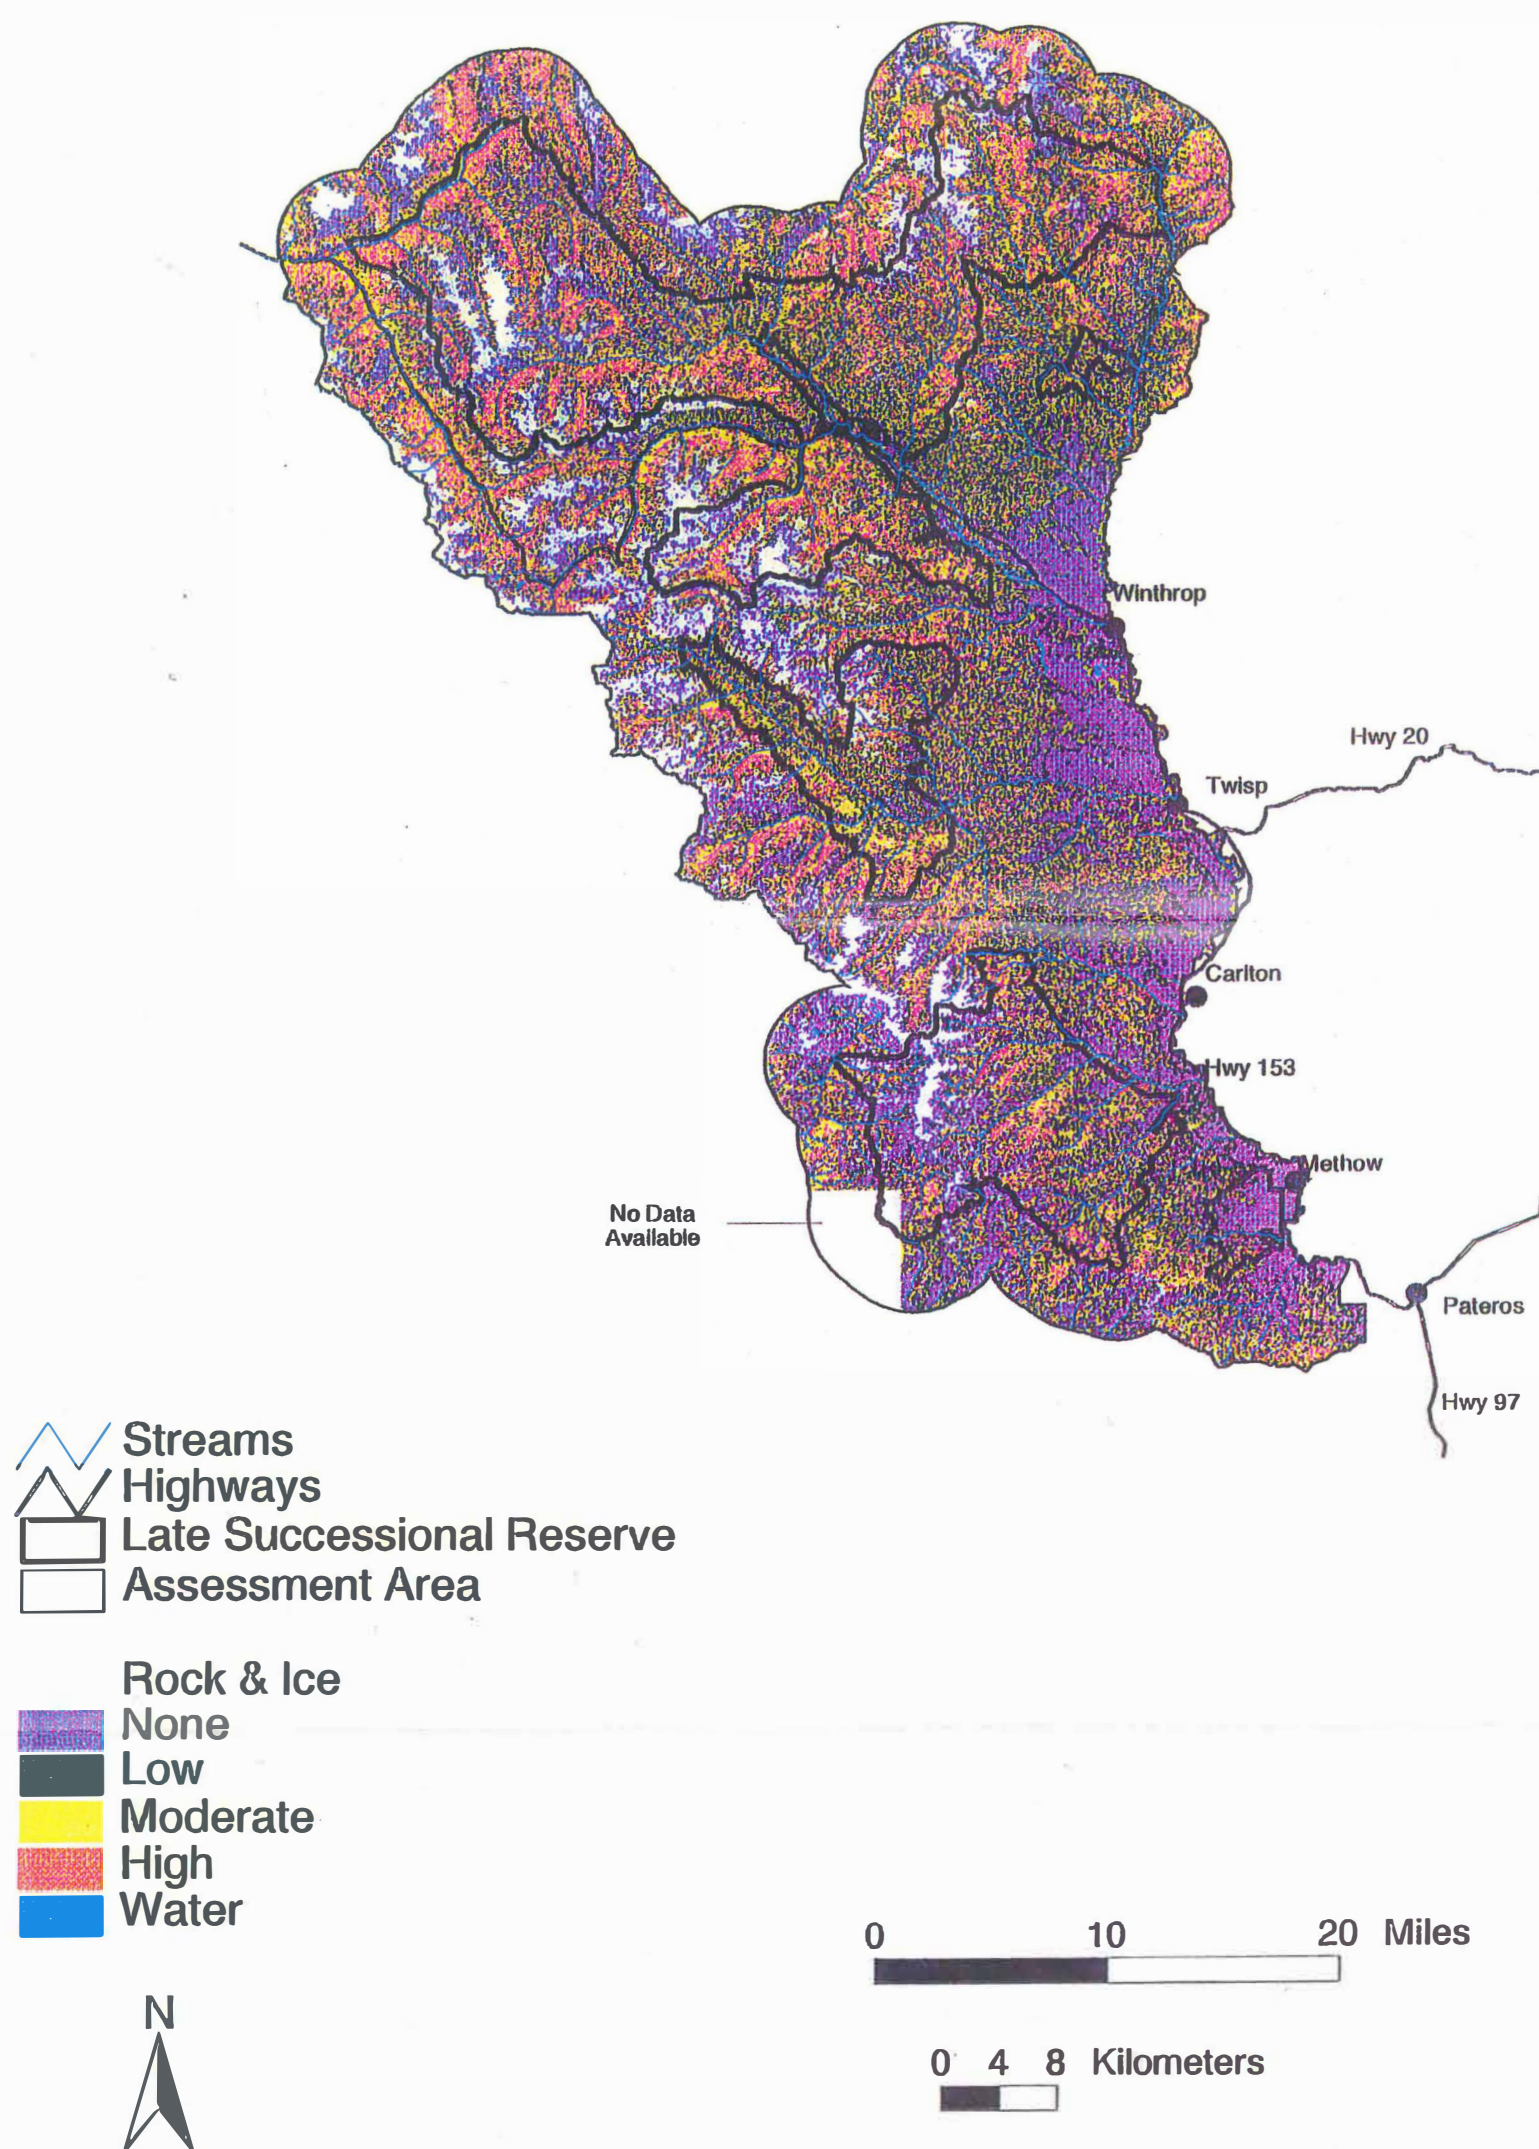 Winthrop
Hwy 20
Twisp
Carlton
Hwy 153
Methow
No Data
Available
Pateros
Hwy 97
Streams
Highways
Late Successional Reserve
Assessment Area
Rock & Ice
None
Low
Moderate
High
Water
0 10 20 Miles
N
0 4 8 Kilometers